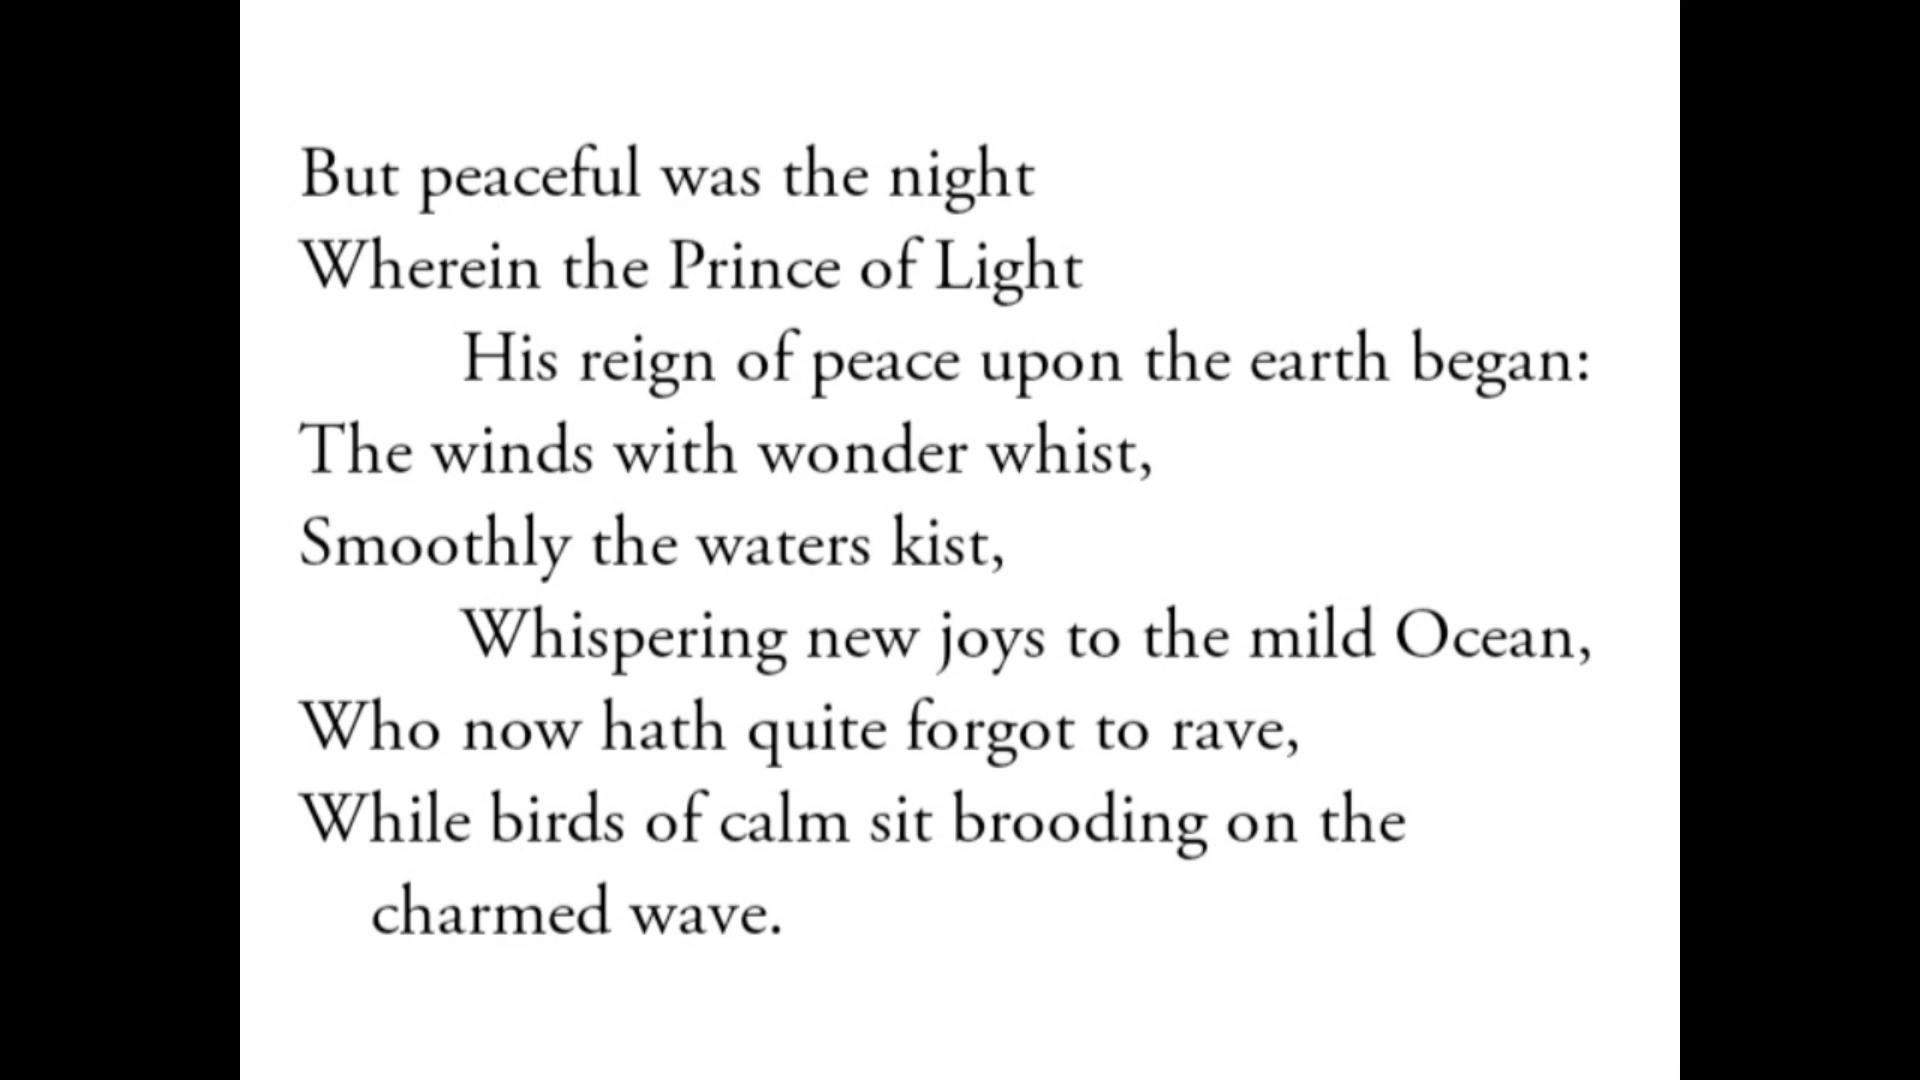 But peaceful was the night
Wherein the Prince of Light
His reign of peace upon the earth began:
The winds with wonder whist,
Smoothly the waters kist,
Whispering new joys to the mild Ocean,
Who now hath quite forgot to rave,
While birds of calm sit brooding on the
charmed wave.